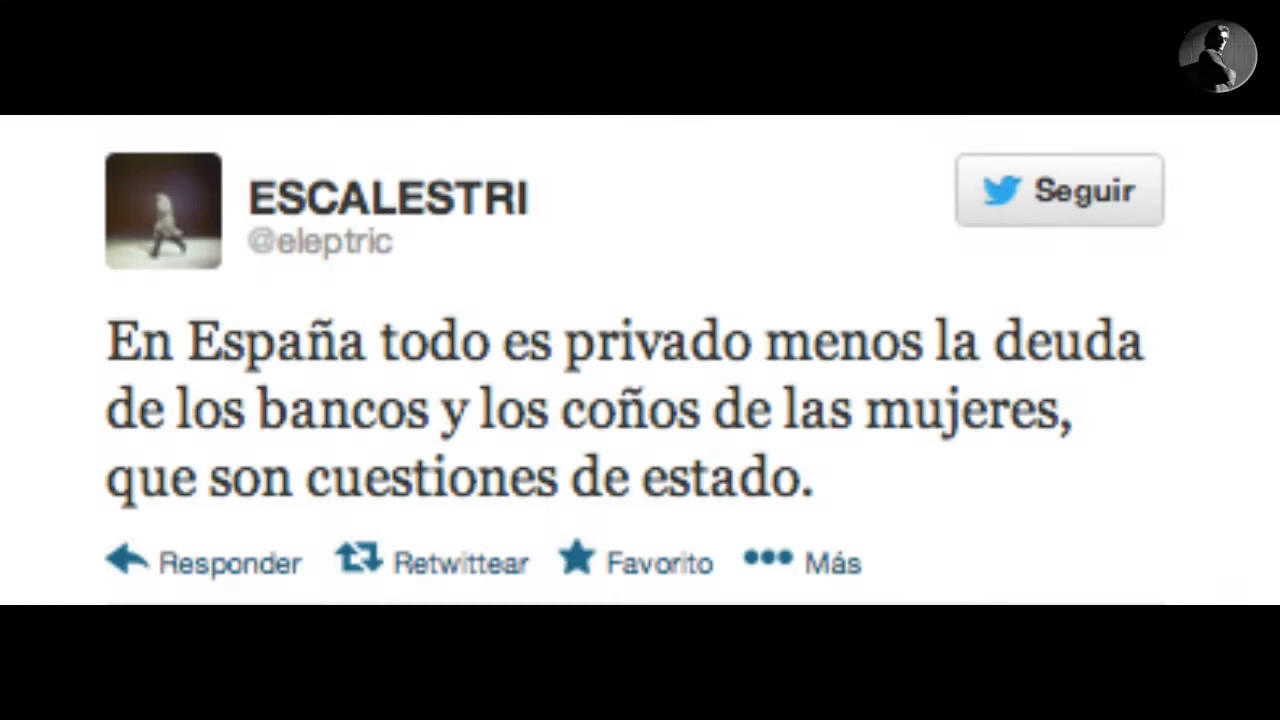 ESCALESTRI
Seguir
@eleptric
En España todo es privado menos la deuda
de los bancos y los coños de las mujeres,
que son cuestiones de estado.
Responder Retwittear Favorito Más